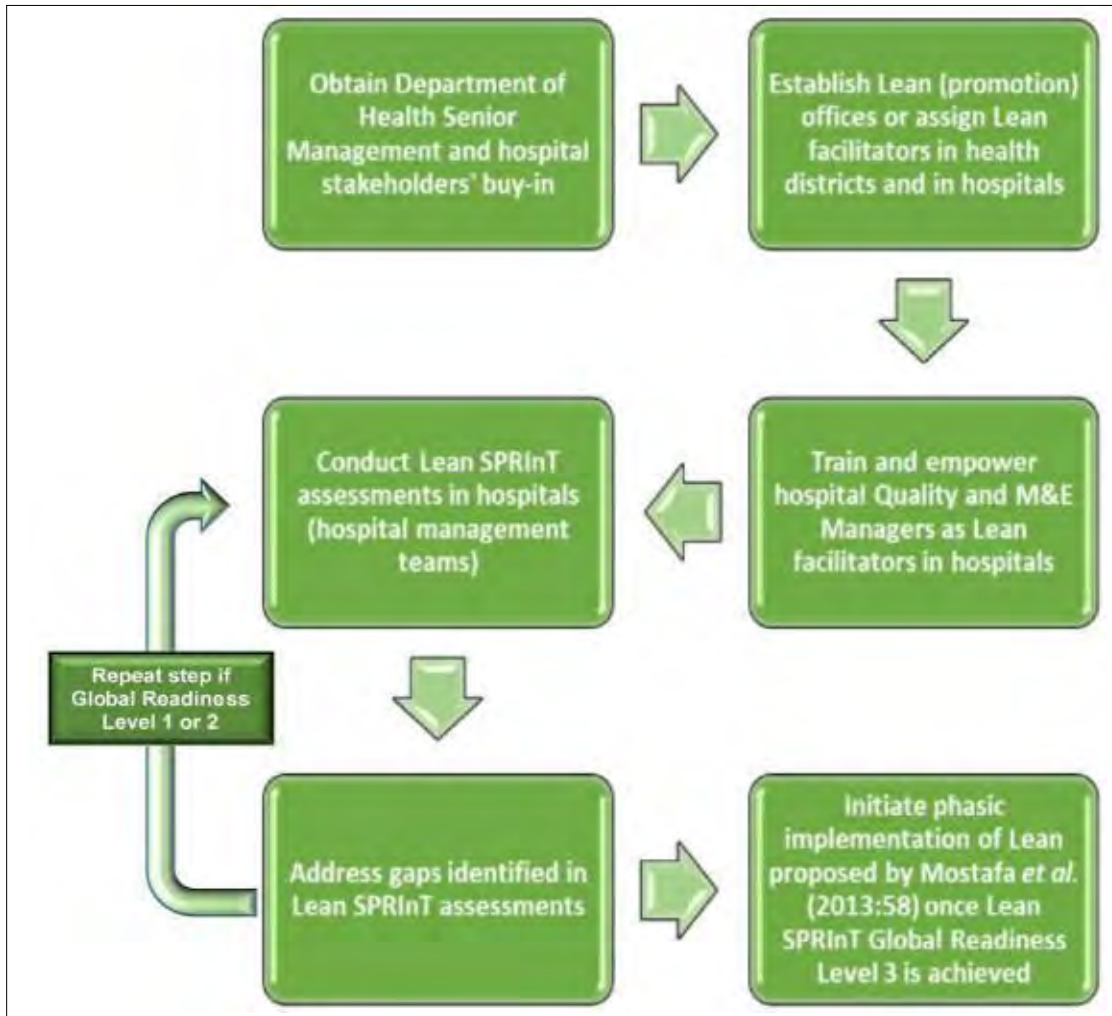 Obtain Department of
Health Senior
Management and hospital
stakeholders' buy-in
Establish Lean (promotion)
offices or assign Lean
facilitators in health
districts and in hospitals
Train and empower
hospital Quality and M&E
Managers as Lean
facilitators in hospitals
Conduct Lean SPRInT
assessments in hospitals
(hospital management
teams)
Repeat step if
Global Readiness
Level 1 or 2
Address gaps identified in
Lean SPRInT assessments
Initiate phasic
implementation of Lean
proposed by Mostafa et al.
(2013:58) once Lean
SPRInT Global Readiness
Level 3 is achieved